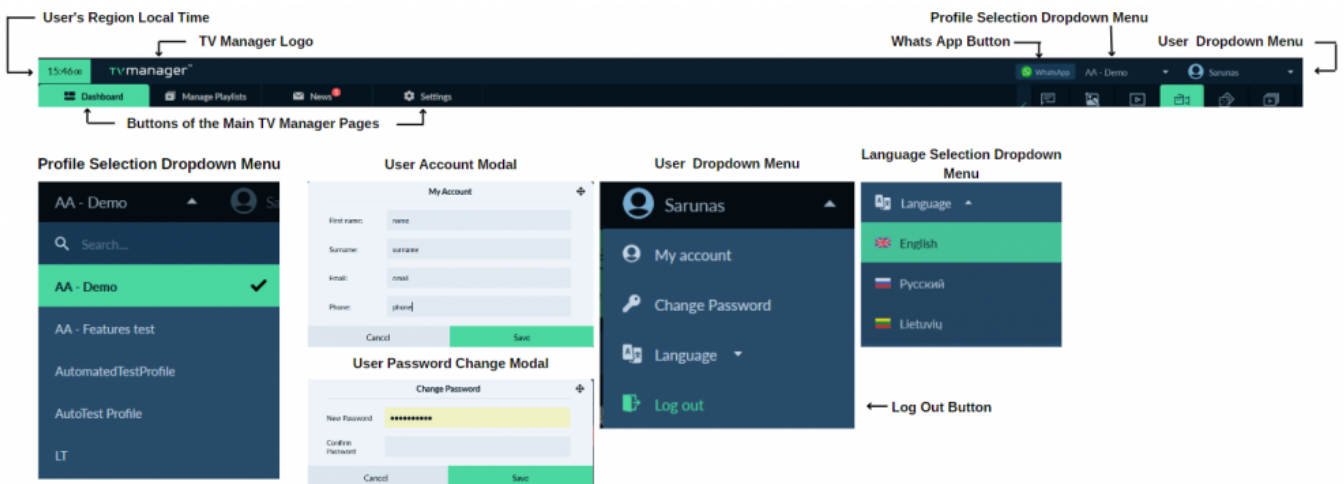 User's Region Local Time
Profile Selection Dropdown Menu
TV Manager Logo
Whats App Button
User Dropdown Menu
15:46
TVmanager
WhatsApp
AA - Demo
Sarunas
Dashboard
Manage Playlists
News
Settings
Buttons of the Main TV Manager Pages
Profile Selection Dropdown Menu
AA - Demo
Sa
Search...
AA - Demo
AA - Features test
AutomatedTestProfile
AutoTest Profile
LT
User Account Modal
My Account
First name:
name
Surname:
surname
Email:
email
Phone:
phone
Cancel
Save
User Password Change Modal
Change Password
New Password
••••••••••
Confirm
Password
Cancel
Save
User Dropdown Menu
Sarunas
My account
Change Password
Language
Log out
Log Out Button
Language Selection Dropdown
Menu
Language
English
Русский
Lietuvių